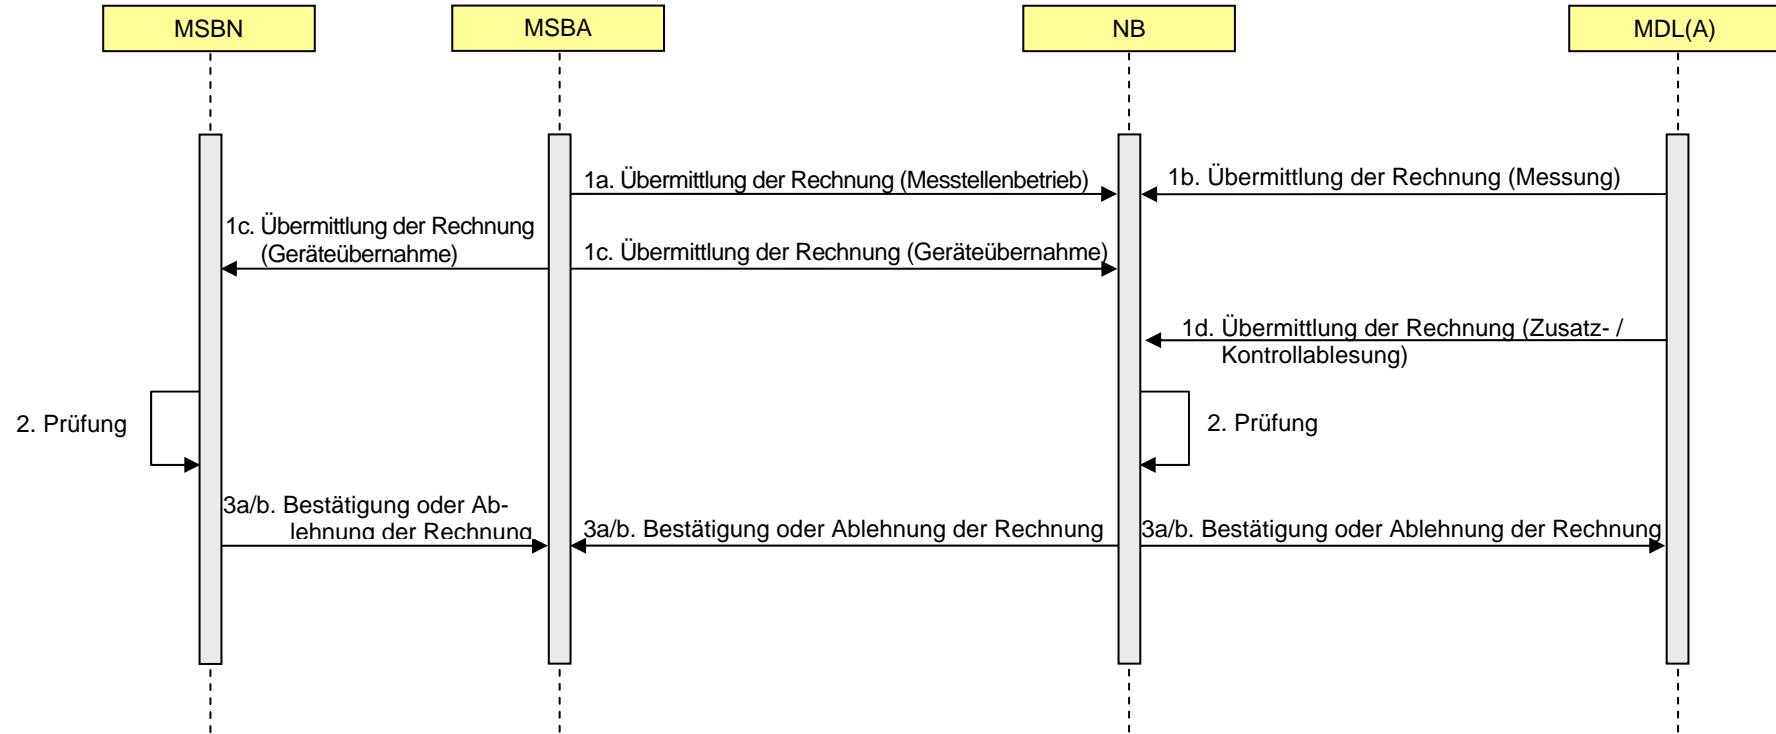 MSBN
MSBA
NB
MDL(A)
1a. Übermittlung der Rechnung (Messtellenbetrieb)
1b. Übermittlung der Rechnung (Messung)
1c. Übermittlung der Rechnung
(Geräteübernahme)
1c. Übermittlung der Rechnung (Geräteübernahme)
1d. Übermittlung der Rechnung (Zusatz- /
Kontrollablesung)
2. Prüfung
2. Prüfung
3a/b. Bestätigung oder Ab-
lehnung der Rechnung
3a/b. Bestätigung oder Ablehnung der Rechnung
3a/b. Bestätigung oder Ablehnung der Rechnung